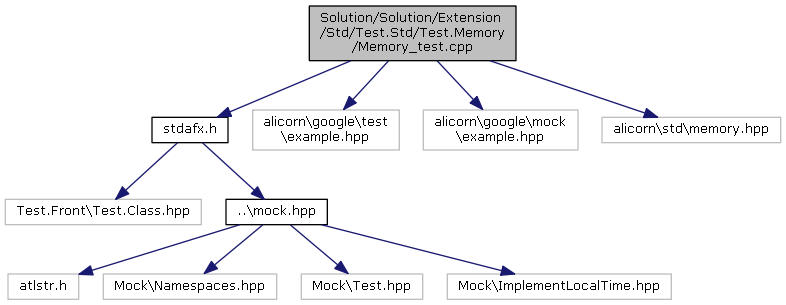 Solution/Solution/Extension
/Std/Test.Std/Test.Memory
/Memory_test.cpp
stdafx.h
alicorn\google\test
\example.hpp
alicorn\google\mock
\example.hpp
alicorn\std\memory.hpp
Test.Front\Test.Class.hpp
..\mock.hpp
atlstr.h
Mock\Namespaces.hpp
Mock\Test.hpp
Mock\ImplementLocalTime.hpp